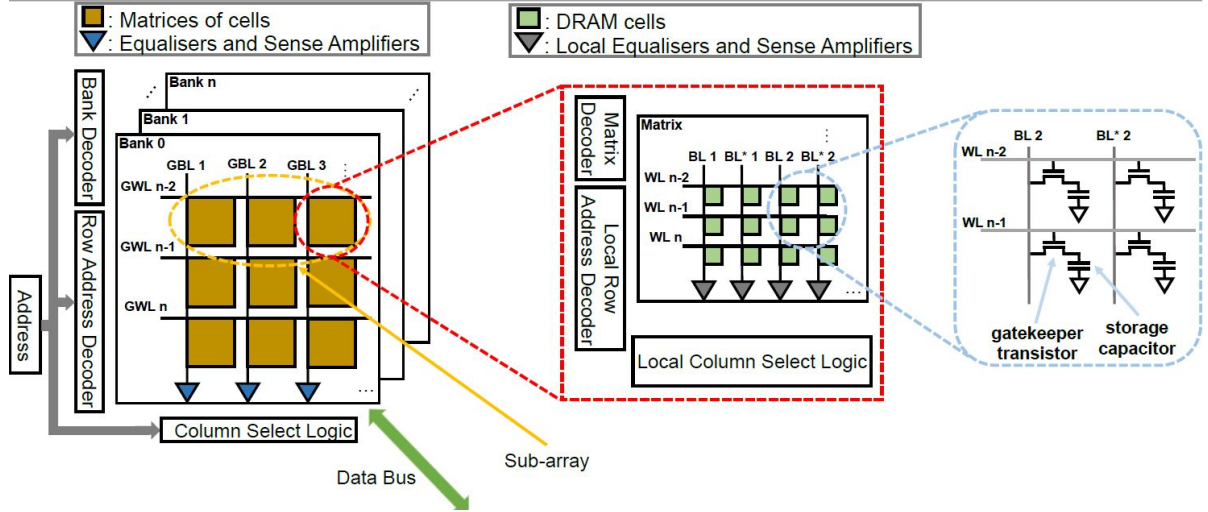 : Matrices of cells
: Equalisers and Sense Amplifiers
: DRAM cells
: Local Equalisers and Sense Amplifiers
Bank Decoder
Row Address Decoder
Address
Bank n
Bank 1
Bank 0
GBL 1 GBL 2 GBL 3
GWL n-2
GWL n-1
GWL n
Column Select Logic
Data Bus
Sub-array
Matrix Decoder
Local Row Address Decoder
Matrix
BL 1 BL* 1 BL 2 BL* 2
WL n-2
WL n-1
WL n
Local Column Select Logic
BL 2 BL* 2
WL n-2
WL n-1
gatekeeper
transistor
storage
capacitor